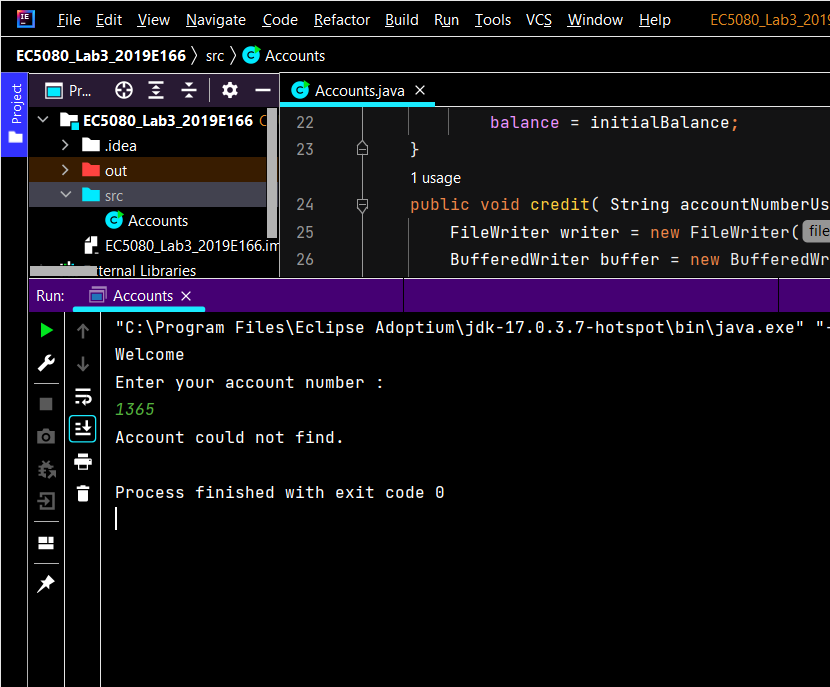 File Edit View Navigate Code Refactor Build Run Tools VCS Window Help EC5080_Lab3_2019
EC5080_Lab3_2019E166 src Accounts
Project
Pr...
Accounts.java
EC5080_Lab3_2019E166 C
.idea
out
src
Accounts
EC5080_Lab3_2019E166.im
ternal Libraries
22 balance = initialBalance;
23 }
1 usage
24 public void credit( String accountNumberUs
25 FileWriter writer = new FileWriter( file
26 BufferedWriter buffer = new BufferedWr
Run: Accounts
"C:\Program Files\Eclipse Adoptium\jdk-17.0.3.7-hotspot\bin\java.exe" "-
Welcome
Enter your account number :
1365
Account could not find.
Process finished with exit code 0